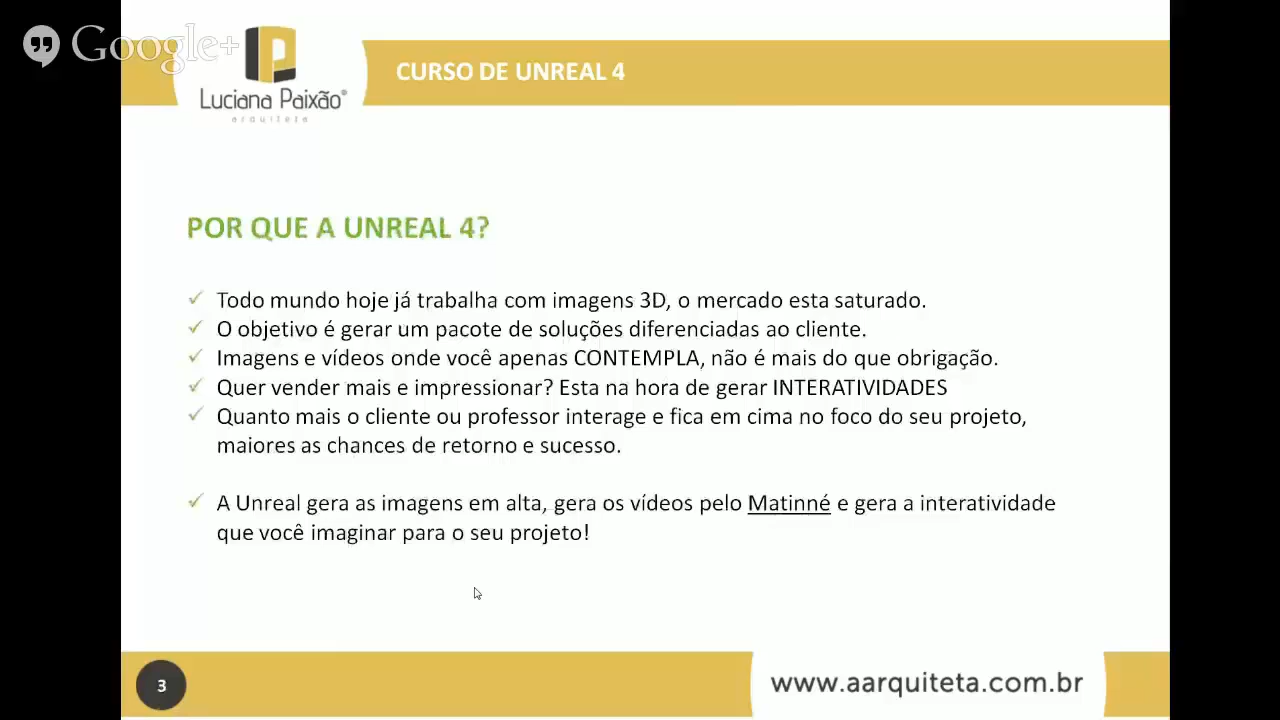 Google+
Luciana Paixão®
arquiteta
CURSO DE UNREAL 4
POR QUE A UNREAL 4?
Todo mundo hoje já trabalha com imagens 3D, o mercado esta saturado.
O objetivo é gerar um pacote de soluções diferenciadas ao cliente.
Imagens e vídeos onde você apenas CONTEMPLA, não é mais do que obrigação.
Quer vender mais e impressionar? Esta na hora de gerar INTERATIVIDADES
Quanto mais o cliente ou professor interage e fica em cima no foco do seu projeto,
maiores as chances de retorno e sucesso.
A Unreal gera as imagens em alta, gera os vídeos pelo Matinné e gera a interatividade
que você imaginar para o seu projeto!
3
www.aarquiteta.com.br